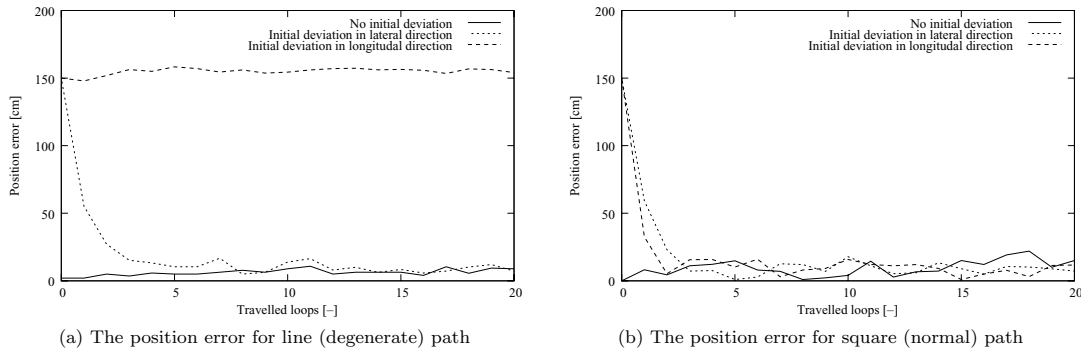 200
150
100
50
0
Position error [cm]
No initial deviation
Initial deviation in lateral direction
Initial deviation in longitudal direction
0 5 10 15 20
Travelled loops [–]
(a) The position error for line (degenerate) path
200
150
100
50
0
Position error [cm]
No initial deviation
Initial deviation in lateral direction
Initial deviation in longitudal direction
0 5 10 15 20
Travelled loops [–]
(b) The position error for square (normal) path